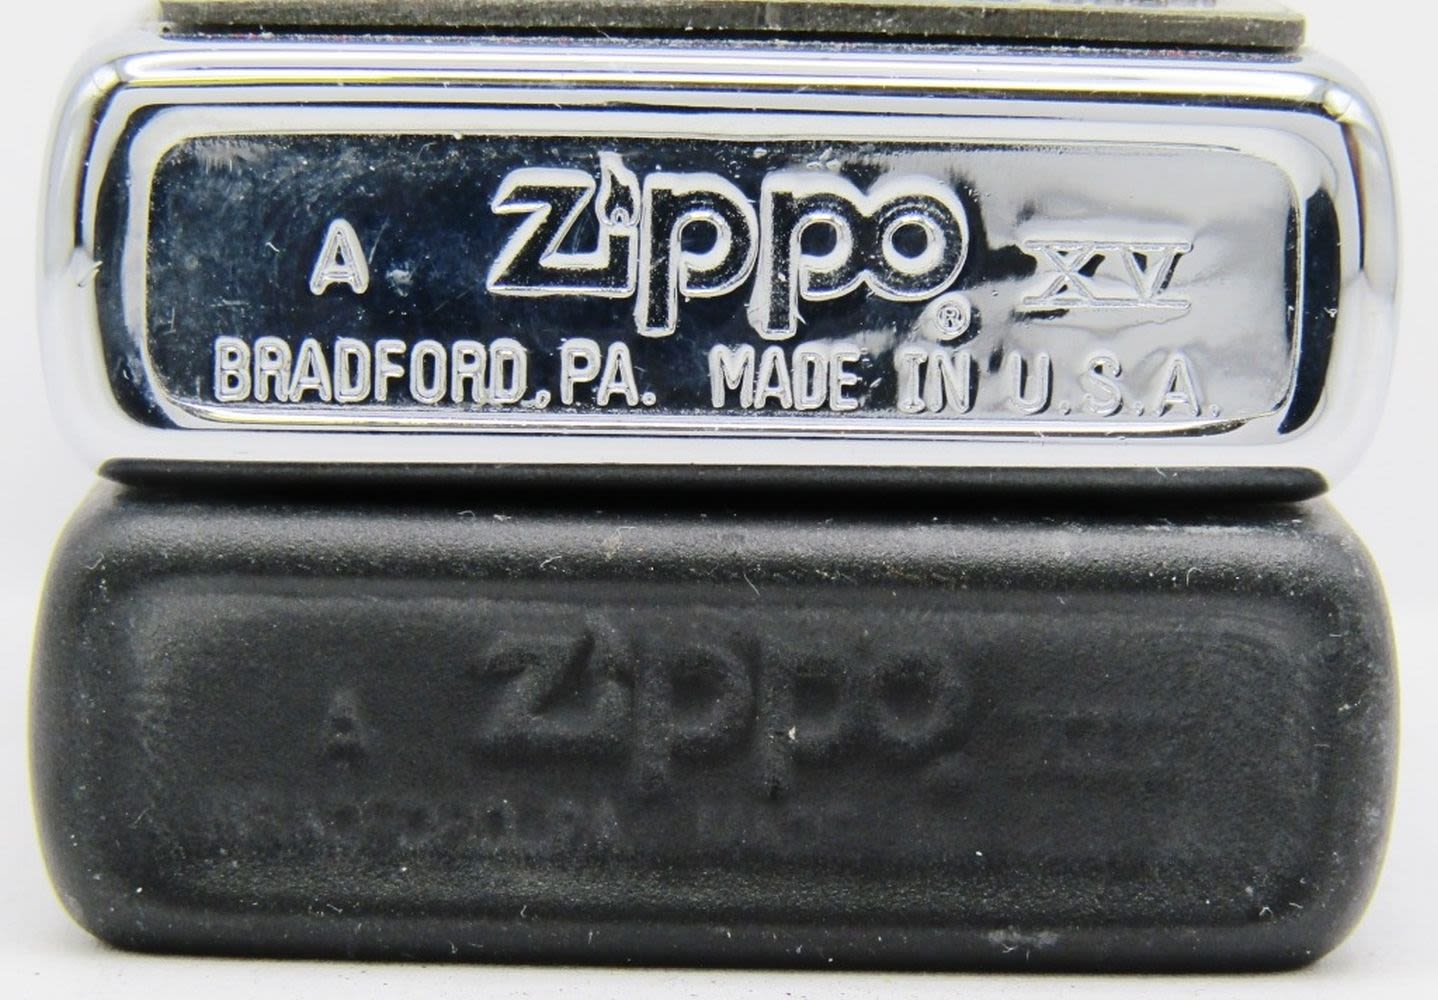 A Zippo® XV
BRADFORD, PA. MADE IN U.S.A.
A Zippo